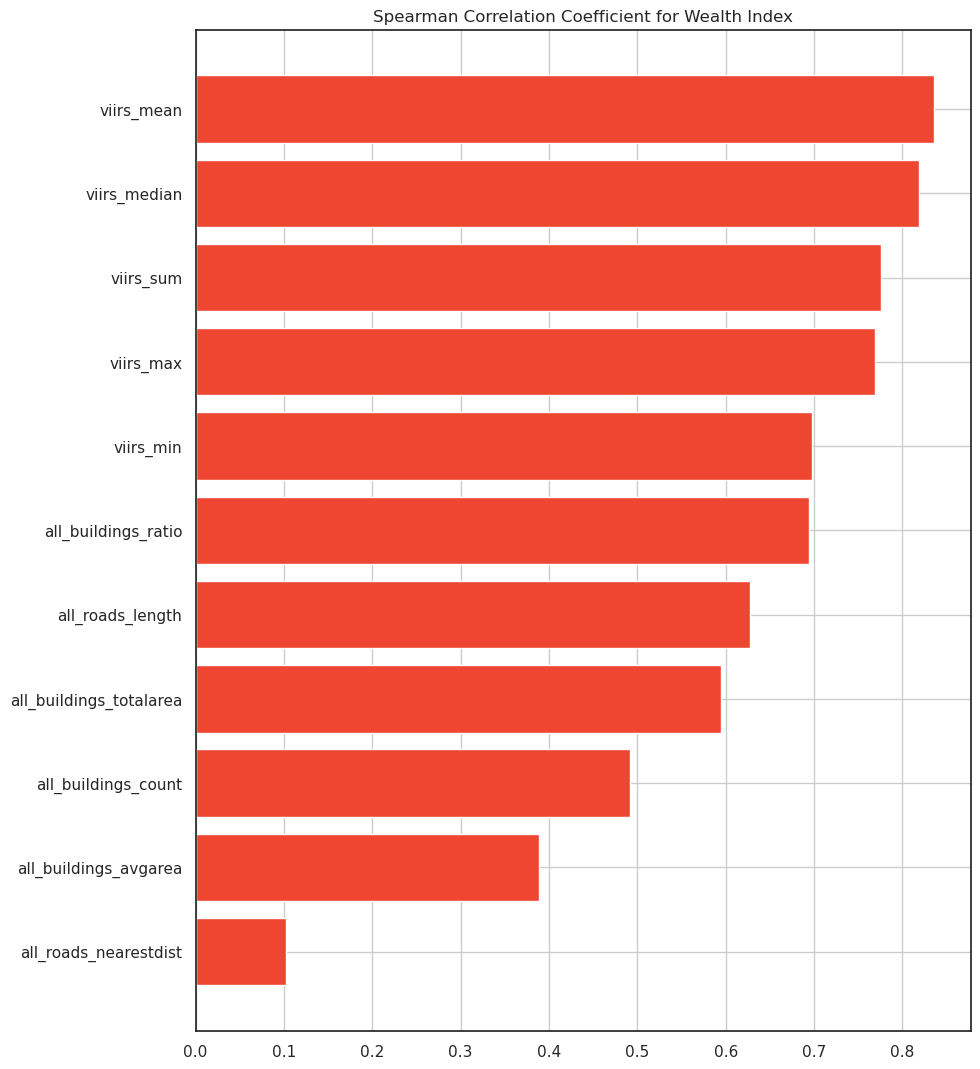 Spearman Correlation Coefficient for Wealth Index
viirs_mean
viirs_median
viirs_sum
viirs_max
viirs_min
all_buildings_ratio
all_roads_length
all_buildings_totalarea
all_buildings_count
all_buildings_avgarea
all_roads_nearestdist
0.0 0.1 0.2 0.3 0.4 0.5 0.6 0.7 0.8